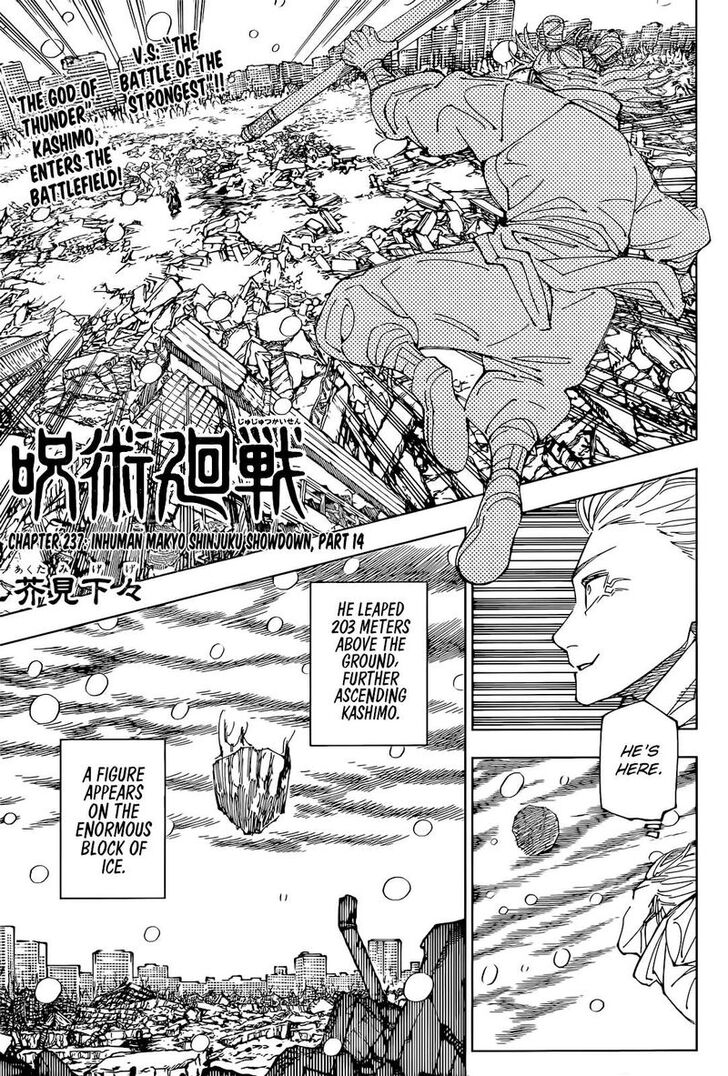 V.S. "THE
BATTLE OF THE
STRONGEST"!!
"THE GOD OF
THUNDER",
KASHIMO,
ENTERS THE
BATTLEFIELD!
じゅじゅつかいせん
呪術廻戦
CHAPTER 237: INHUMAN MAKYO SHINJUKU SHOWDOWN, PART 14
あくたみげげ
芥見下々
HE'S
HERE.
HE LEAPED
203 METERS
ABOVE THE
GROUND,
FURTHER
ASCENDING
KASHIMO.
A FIGURE
APPEARS
ON THE
ENORMOUS
BLOCK OF
ICE.